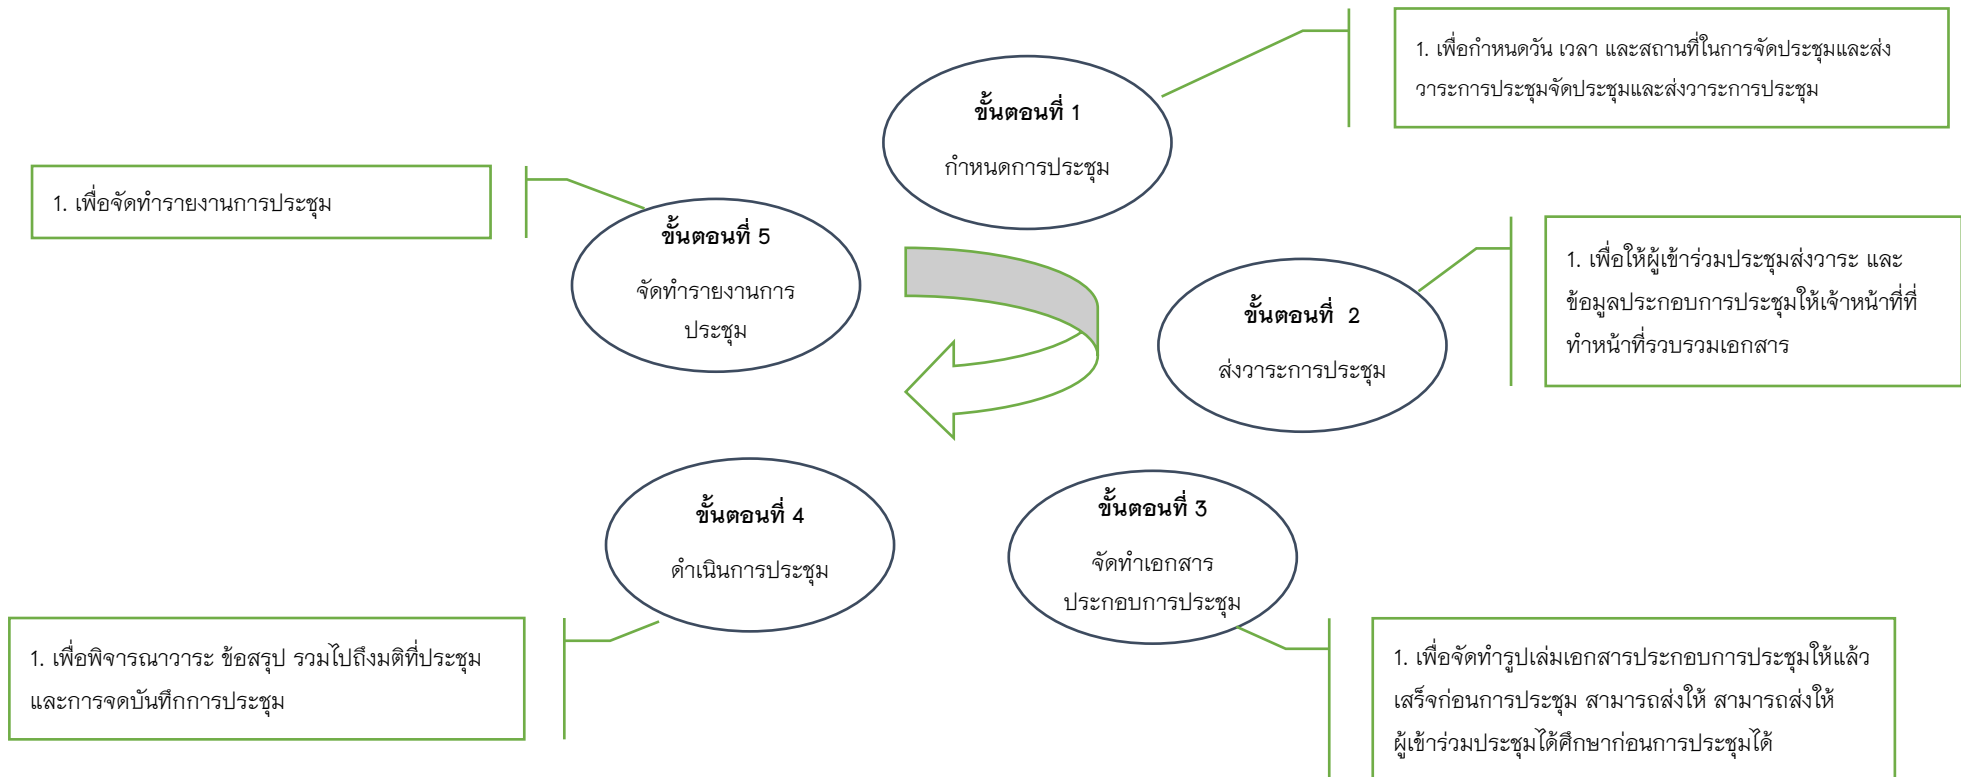 ขั้นตอนที่ 1
กำหนดการประชุม
1. เพื่อกำหนดวัน เวลา และสถานที่ในการจัดประชุมและส่ง
วาระการประชุมจัดประชุมและส่งวาระการประชุม
ขั้นตอนที่ 2
ส่งวาระการประชุม
1. เพื่อให้ผู้เข้าร่วมประชุมส่งวาระ และ
ข้อมูลประกอบการประชุมให้เจ้าหน้าที่ที่
ทำหน้าที่รวบรวมเอกสาร
ขั้นตอนที่ 3
จัดทำเอกสาร
ประกอบการประชุม
1. เพื่อจัดทำรูปเล่มเอกสารประกอบการประชุมให้แล้ว
เสร็จก่อนการประชุม สามารถส่งให้ สามารถส่งให้
ผู้เข้าร่วมประชุมได้ศึกษาก่อนการประชุมได้
ขั้นตอนที่ 4
ดำเนินการประชุม
1. เพื่อพิจารณาวาระ ข้อสรุป รวมไปถึงมติที่ประชุม
และการจดบันทึกการประชุม
ขั้นตอนที่ 5
จัดทำรายงานการ
ประชุม
1. เพื่อจัดทำรายงานการประชุม